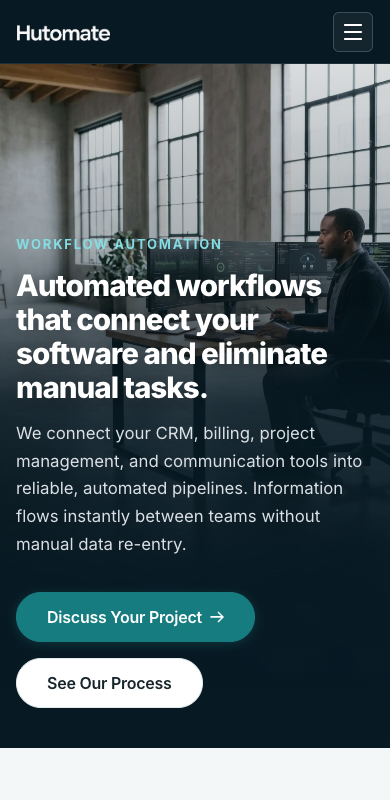 Hutomate
WORKFLOW AUTOMATION
Automated workflows
that connect your
software and eliminate
manual tasks.
We connect your CRM, billing, project
management, and communication tools into
reliable, automated pipelines. Information
flows instantly between teams without
manual data re-entry.
Discuss Your Project →
See Our Process